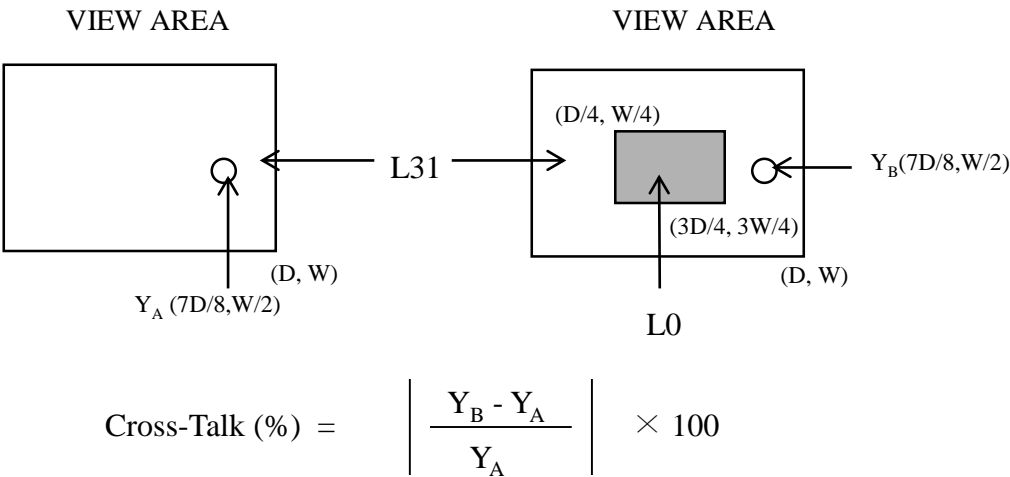 VIEW AREA
VIEW AREA
(D/4, W/4)
L31
Y_B(7D/8,W/2)
(3D/4, 3W/4)
(D, W)
(D, W)
Y_A (7D/8,W/2)
L0
Cross-Talk (%) = | (Y_B - Y_A) / Y_A | × 100